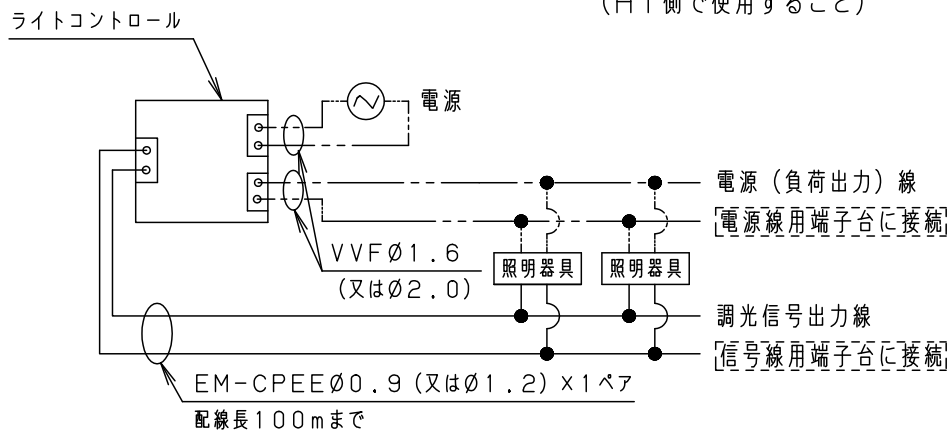 (H1側で使用すること)
ライトコントロール
電源
電源(負荷出力)線
電源線用端子台に接続
VVFØ1.6
(又はØ2.0)
照明器具
照明器具
調光信号出力線
信号線用端子台に接続
EM-CPEEØ0.9(又はØ1.2)×1ペア
配線長100mまで